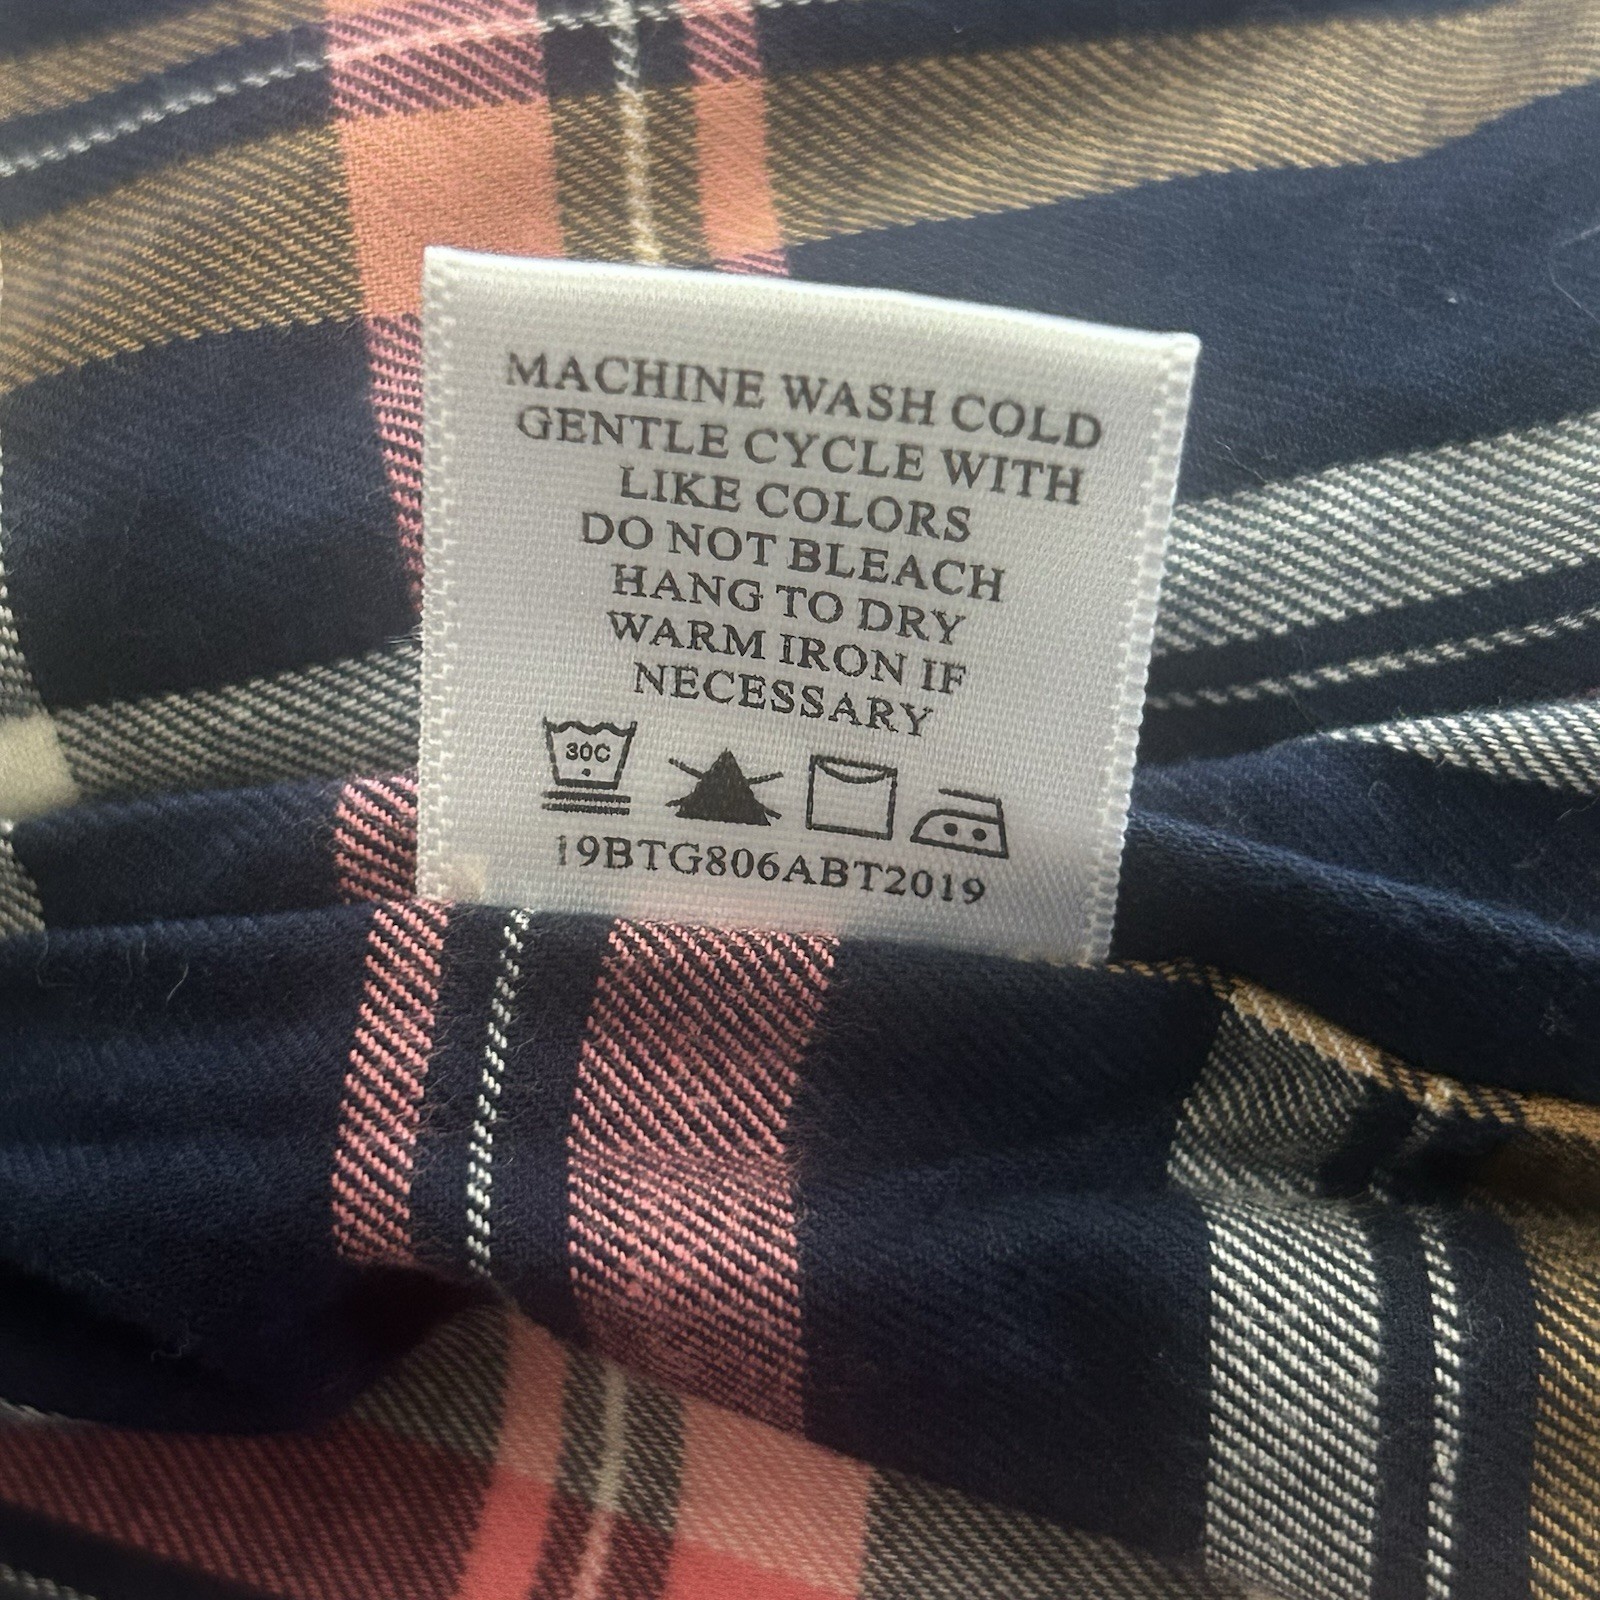 MACHINE WASH COLD
GENTLE CYCLE WITH
LIKE COLORS
DO NOT BLEACH
HANG TO DRY
WARM IRON IF
NECESSARY
30C
19BTG806ABT2019